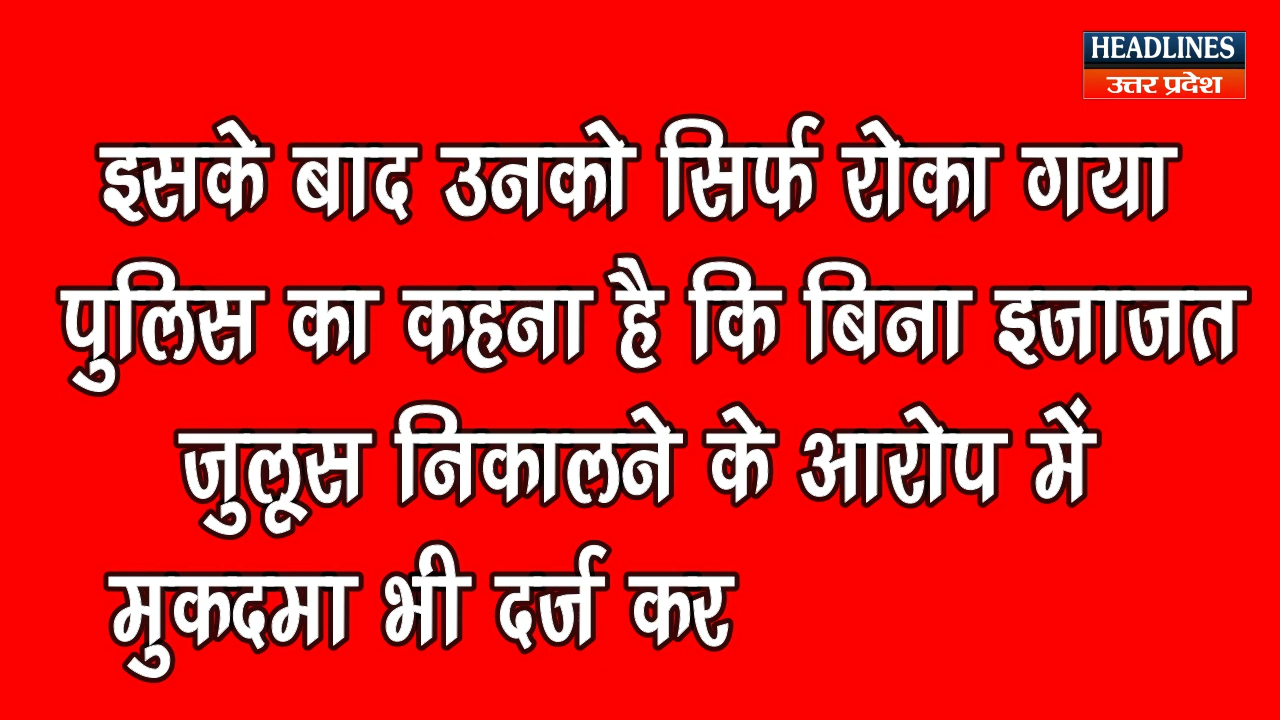 HEADLINES
उत्तर प्रदेश
इसके बाद उनको सिर्फ रोका गया
पुलिस का कहना है कि बिना इजाजत
जुलूस निकालने के आरोप में
मुकदमा भी दर्ज कर